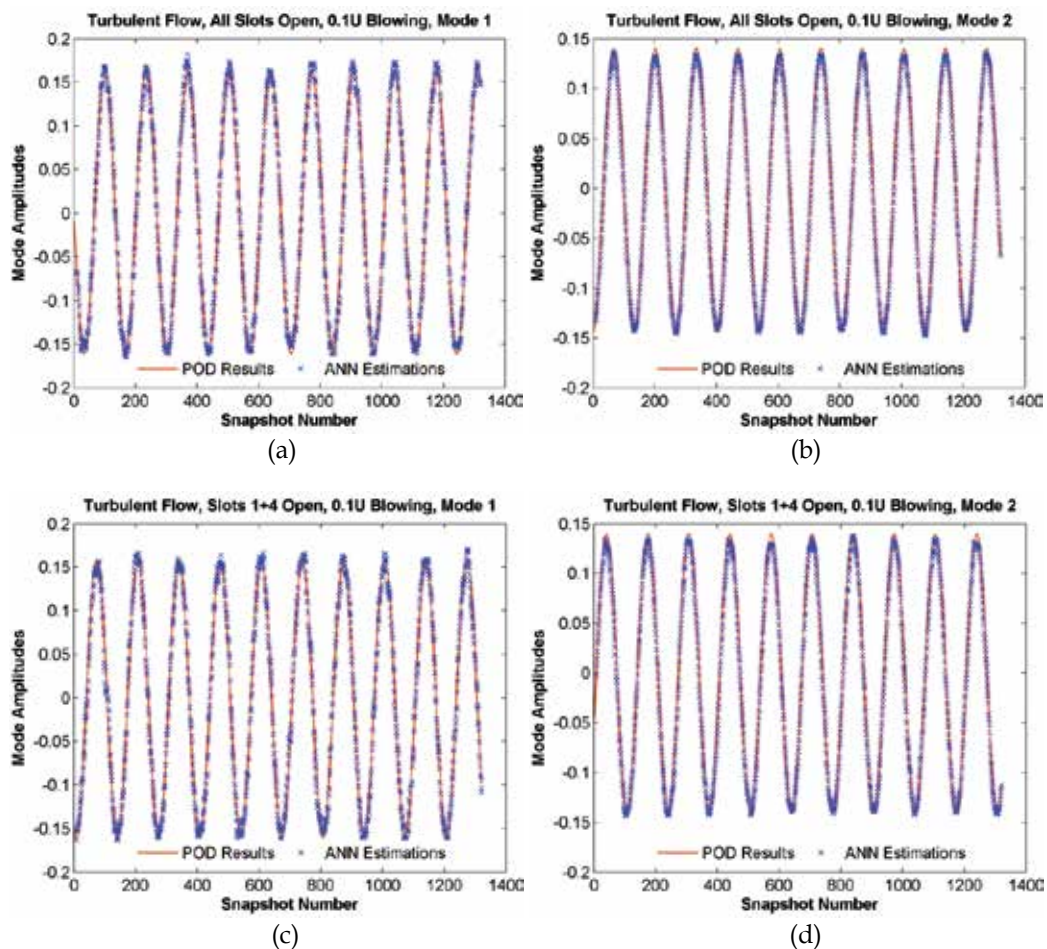 Turbulent Flow, All Slots Open, 0.1U Blowing, Mode 1
0.2
0.15
0.1
0.05
0
-0.05
-0.1
-0.15
-0.2
Mode Amplitudes
POD Results
ANN Estimations
0 200 400 600 800 1000 1200 1400
Snapshot Number
(a)
Turbulent Flow, All Slots Open, 0.1U Blowing, Mode 2
0.15
0.1
0.05
0
-0.05
-0.1
-0.15
-0.2
Mode Amplitudes
POD Results
ANN Estimations
0 200 400 600 800 1000 1200 1400
Snapshot Number
(b)
Turbulent Flow, Slots 1+4 Open, 0.1U Blowing, Mode 1
0.2
0.15
0.1
0.05
0
-0.05
-0.1
-0.15
-0.2
Mode Amplitudes
POD Results
ANN Estimations
0 200 400 600 800 1000 1200 1400
Snapshot Number
(c)
Turbulent Flow, Slots 1+4 Open, 0.1U Blowing, Mode 2
0.15
0.1
0.05
0
-0.05
-0.1
-0.15
-0.2
Mode Amplitudes
POD Results
ANN Estimations
0 200 400 600 800 1000 1200 1400
Snapshot Number
(d)